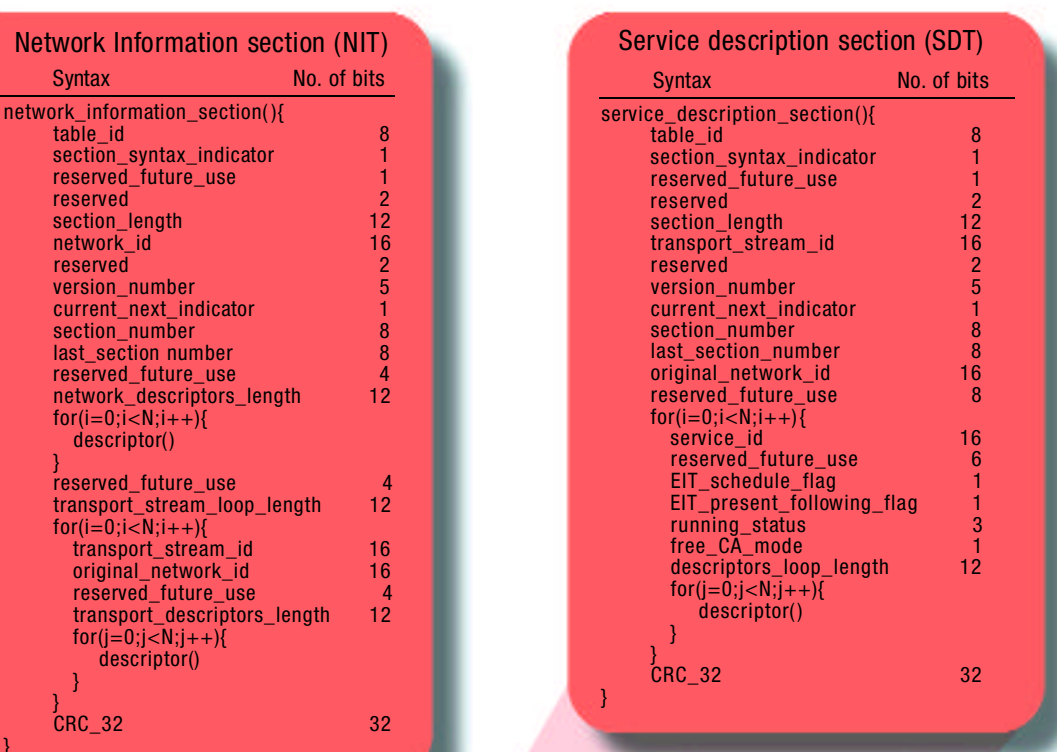 Network Information section (NIT)
Syntax No. of bits
network_information_section(){
table_id 8
section_syntax_indicator 1
reserved_future_use 1
reserved 2
section_length 12
network_id 16
reserved 2
version_number 5
current_next_indicator 1
section_number 8
last_section number 8
reserved_future_use 4
network_descriptors_length 12
for(i=0;i<N;i++){
descriptor()
}
reserved_future_use 4
transport_stream_loop_length 12
for(i=0;i<N;i++){
transport_stream_id 16
original_network_id 16
reserved_future_use 4
transport_descriptors_length 12
for(j=0;j<N;j++){
descriptor()
}
}
CRC_32 32
}
Service description section (SDT)
Syntax No. of bits
service_description_section(){
table_id 8
section_syntax_indicator 1
reserved_future_use 1
reserved 2
section_length 12
transport_stream_id 16
reserved 2
version_number 5
current_next_indicator 1
section_number 8
last_section_number 8
original_network_id 16
reserved_future_use 8
for(i=0;i<N;i++){
service_id 16
reserved_future_use 6
EIT_schedule_flag 1
EIT_present_following_flag 1
running_status 3
free_CA_mode 1
descriptors_loop_length 12
for(j=0;j<N;j++){
descriptor()
}
}
CRC_32 32
}